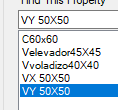 Find This Property
VY 50X50
C60x60
Velevador45X45
Vvoladizo40X40
VX 50X50
VY 50X50